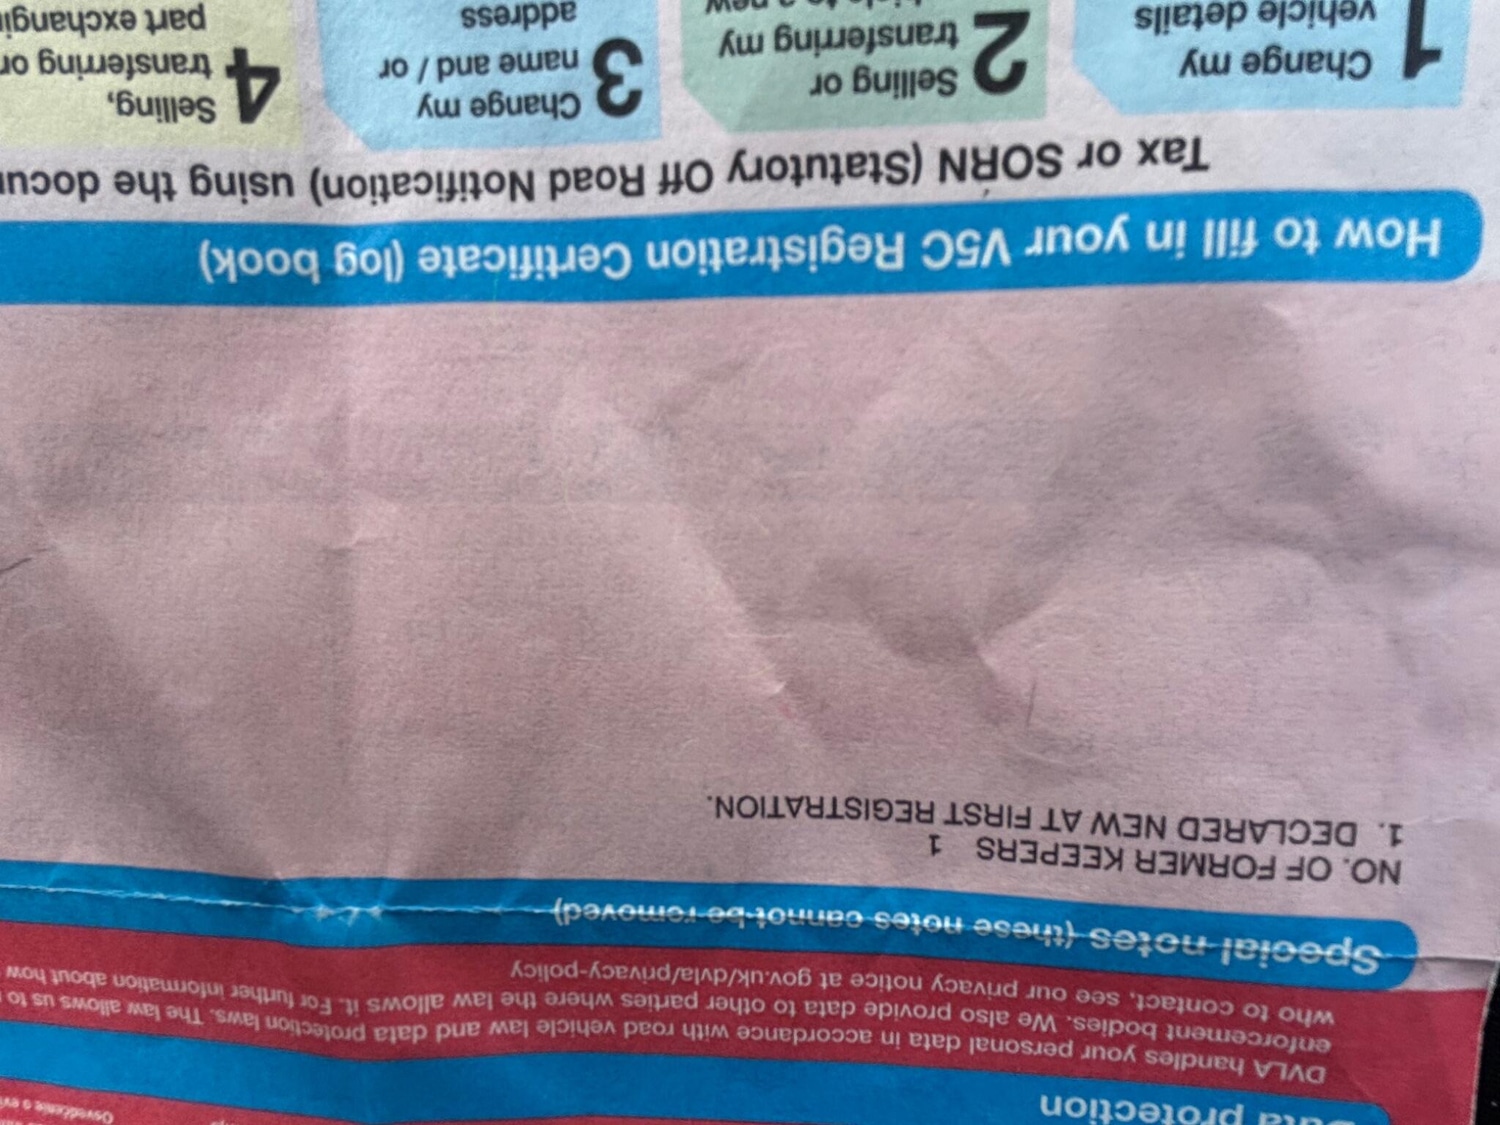 Data protection
DVLA handles your personal data in accordance with road vehicle law and data protection laws. The law allows us to
enforcement bodies. We also provide data to other parties where the law allows it. For further information about how
who to contact, see our privacy notice at gov.uk/dvla/privacy-policy
Special notes (these notes cannot be removed)
NO. OF FORMER KEEPERS 1
1. DECLARED NEW AT FIRST REGISTRATION.
How to fill in your V5C Registration Certificate (log book)
Tax or SORN (Statutory Off Road Notification) using the
1 Change my
vehicle details
2 Selling or
transferring my
3 Change my
name and / or
address
4 Selling,
transferring or
part